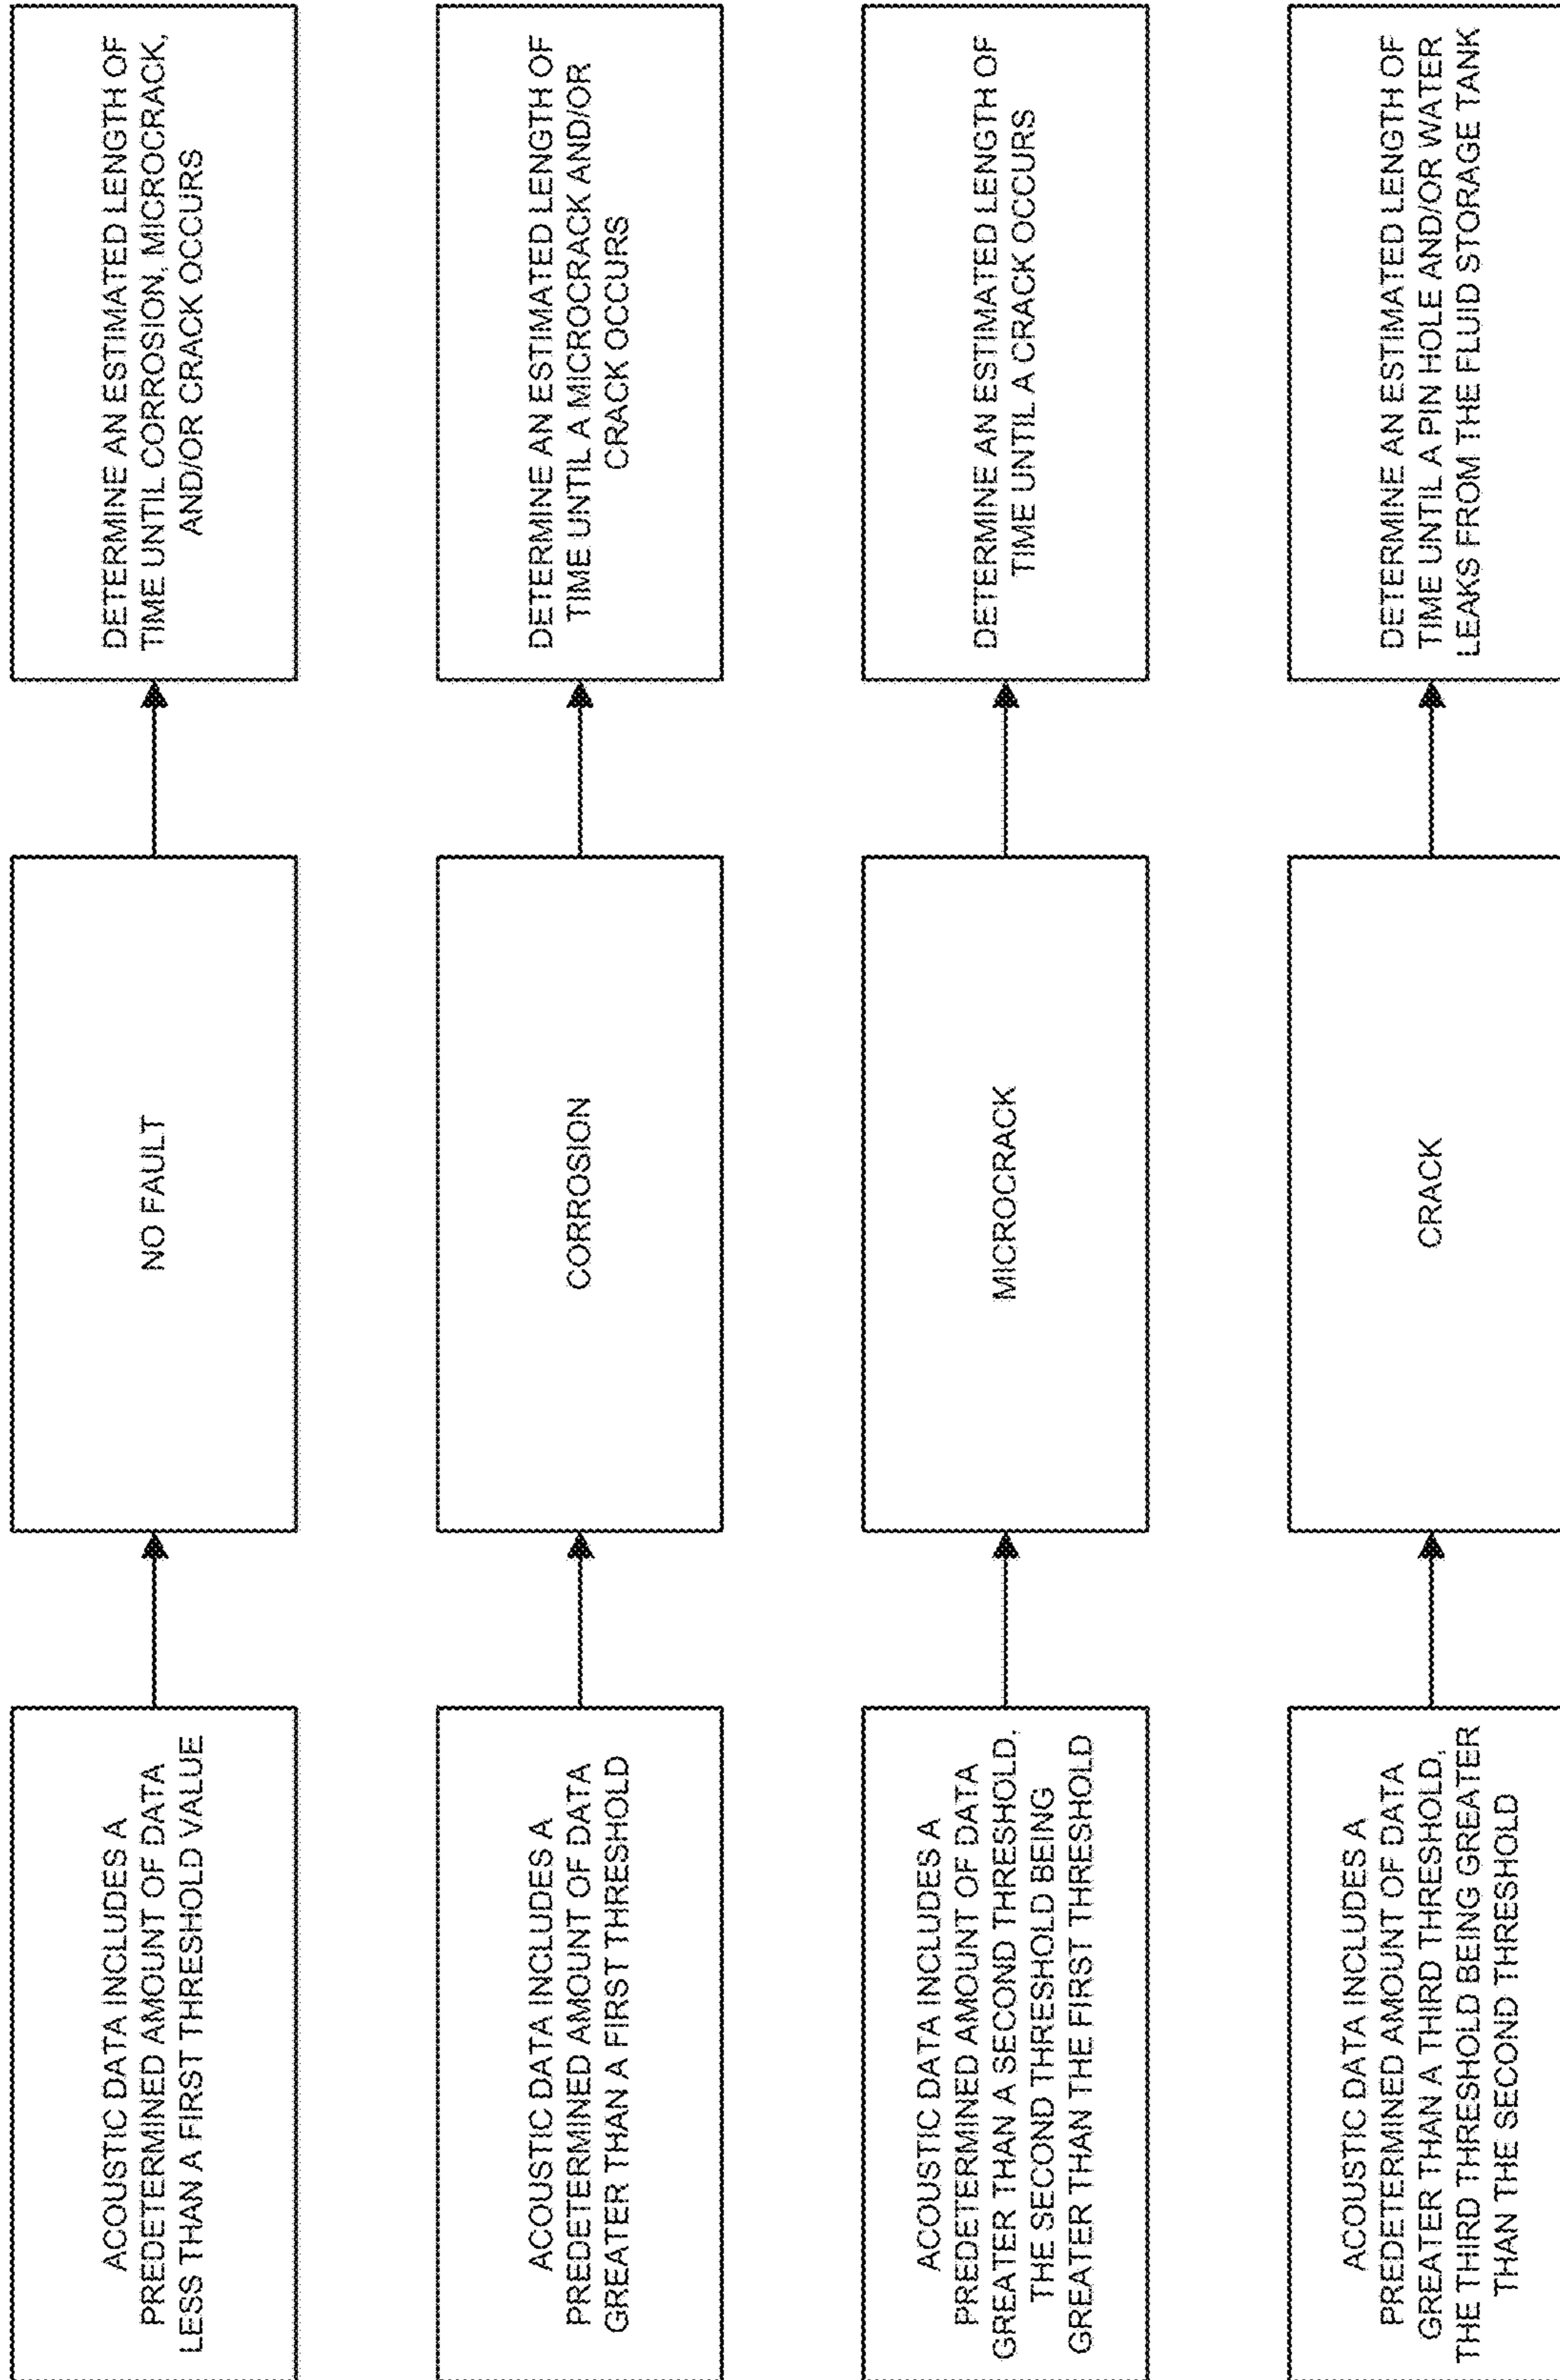 ACOUSTIC DATA INCLUDES A
PREDETERMINED AMOUNT OF DATA
LESS THAN A FIRST THRESHOLD VALUE
NO FAULT
DETERMINE AN ESTIMATED LENGTH OF
TIME UNTIL CORROSION, MICROCRACK,
AND/OR CRACK OCCURS
ACOUSTIC DATA INCLUDES A
PREDETERMINED AMOUNT OF DATA
GREATER THAN A FIRST THRESHOLD
CORROSION
DETERMINE AN ESTIMATED LENGTH OF
TIME UNTIL A MICROCRACK AND/OR
CRACK OCCURS
ACOUSTIC DATA INCLUDES A
PREDETERMINED AMOUNT OF DATA
GREATER THAN A SECOND THRESHOLD,
THE SECOND THRESHOLD BEING
GREATER THAN THE FIRST THRESHOLD
MICROCRACK
DETERMINE AN ESTIMATED LENGTH OF
TIME UNTIL A CRACK OCCURS
ACOUSTIC DATA INCLUDES A
PREDETERMINED AMOUNT OF DATA
GREATER THAN A THIRD THRESHOLD,
THE THIRD THRESHOLD BEING GREATER
THAN THE SECOND THRESHOLD
CRACK
DETERMINE AN ESTIMATED LENGTH OF
TIME UNTIL A PIN HOLE AND/OR WATER
LEAKS FROM THE FLUID STORAGE TANK